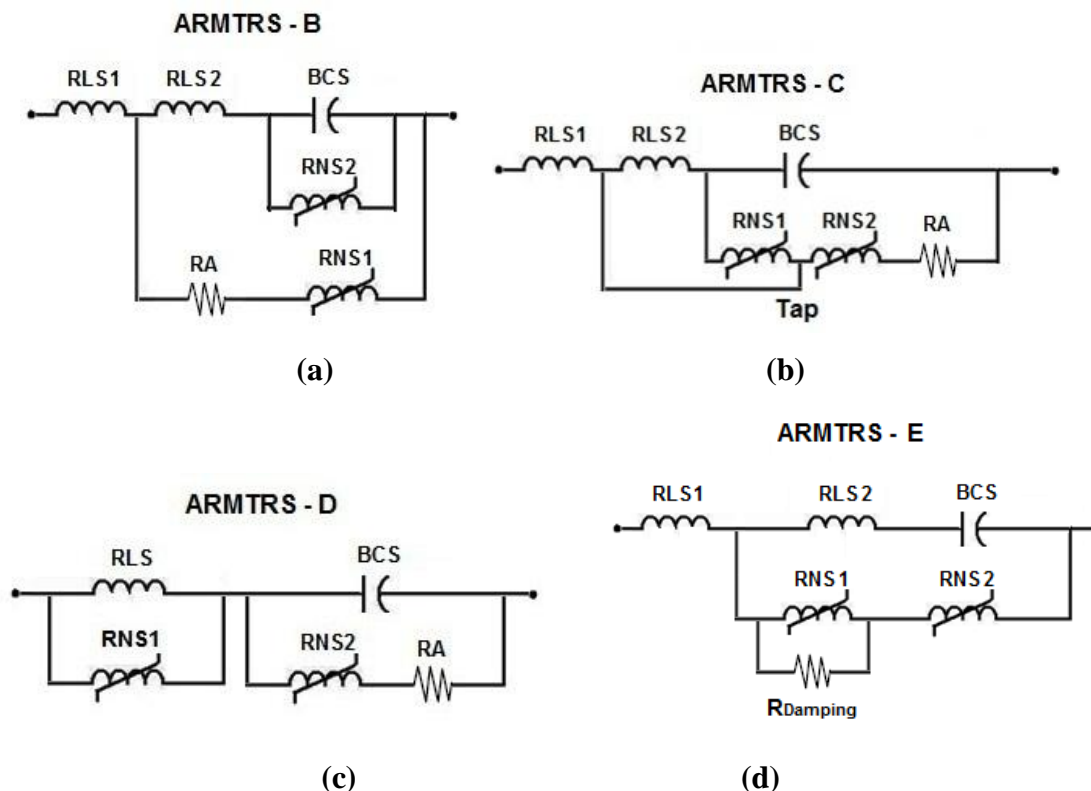 ARMTRS - B
RLS1 RLS2 BCS
RNS2
RA RNS1
(a)
ARMTRS - C
RLS1 RLS2 BCS
RNS1 RNS2 RA
Tap
(b)
ARMTRS - D
RLS BCS
RNS1 RNS2 RA
(c)
ARMTRS - E
RLS1 RLS2 BCS
RNS1 RNS2
RDamping
(d)